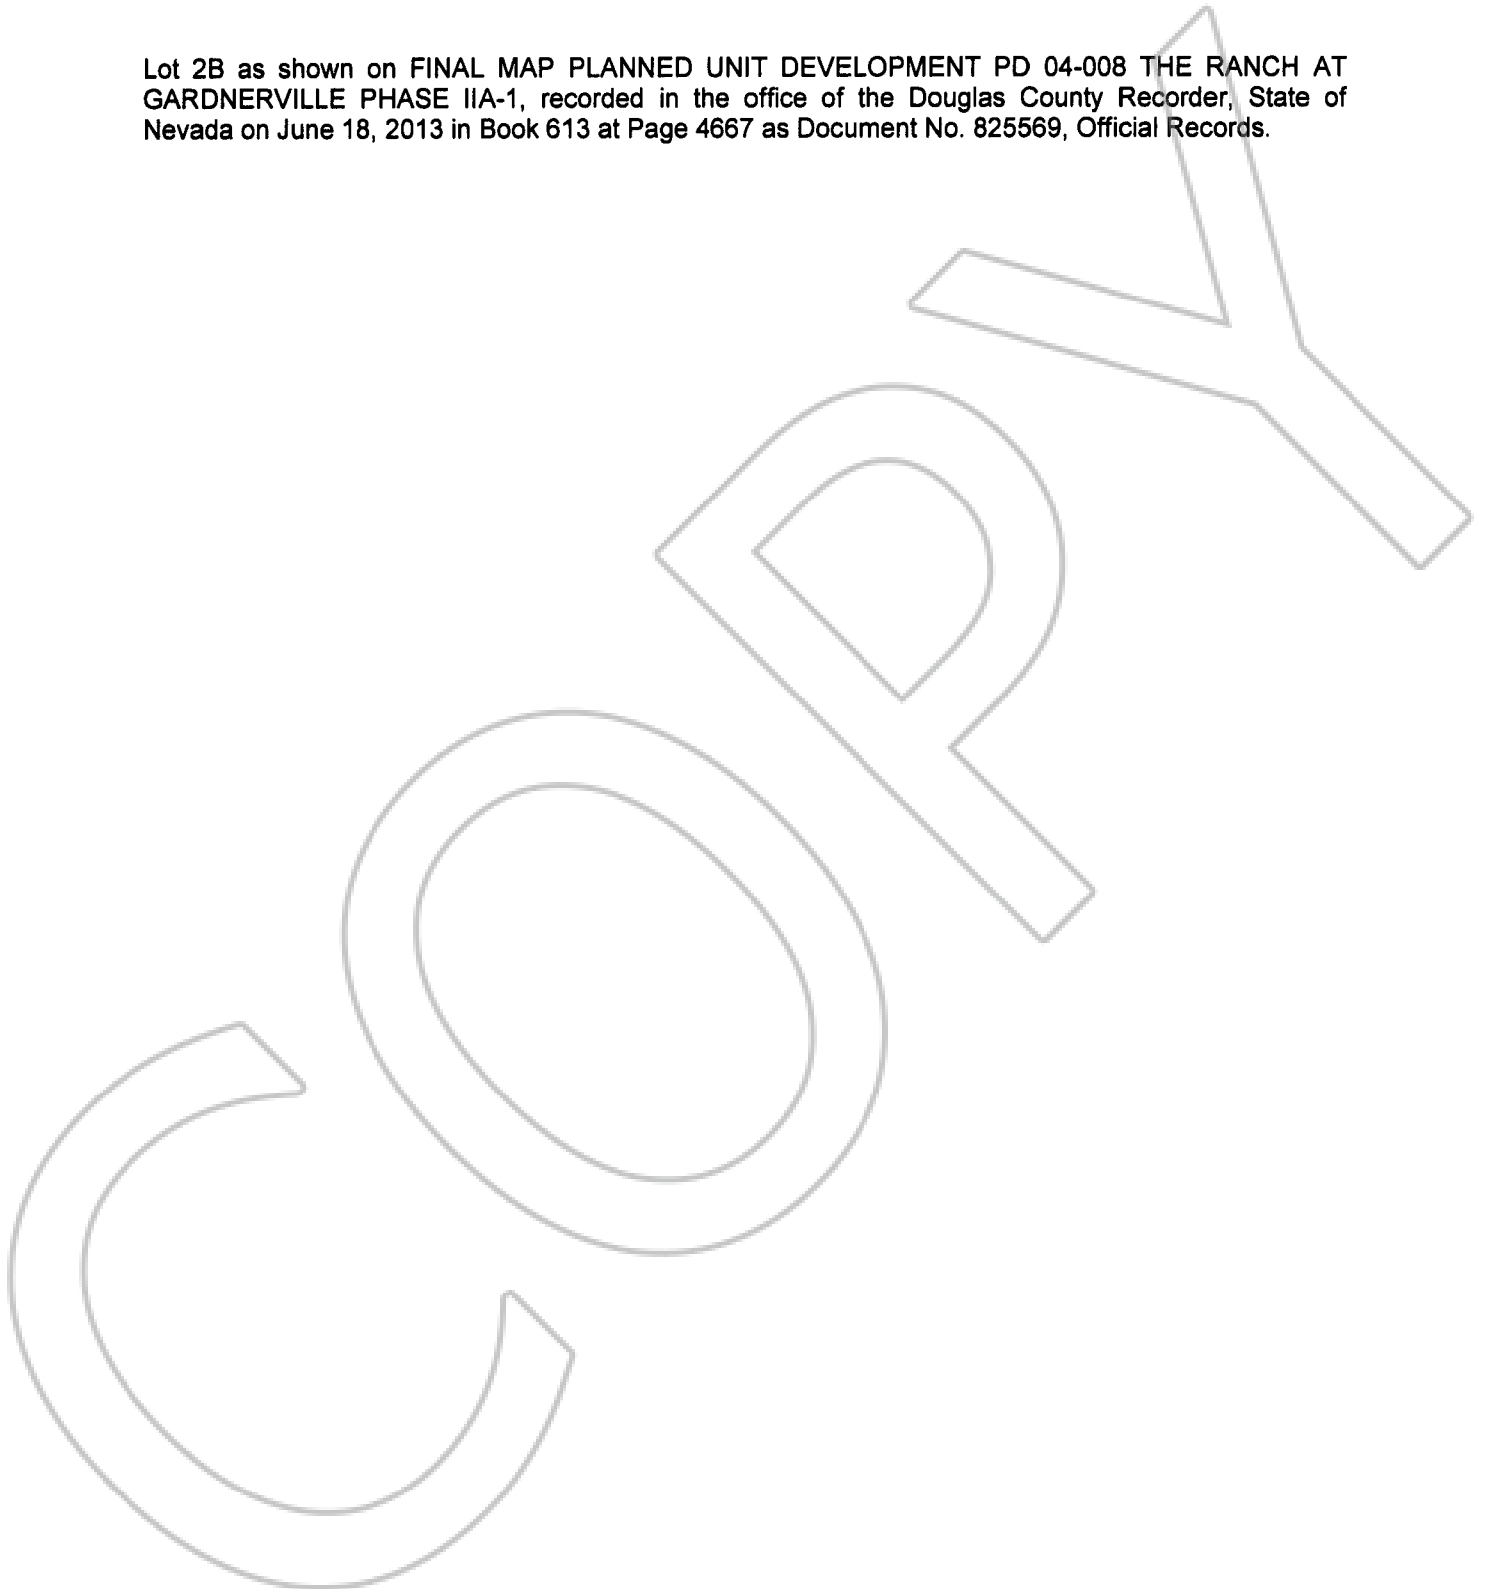 Lot 2B as shown on FINAL MAP PLANNED UNIT DEVELOPMENT PD 04-008 THE RANCH AT
GARDNERVILLE PHASE IIA-1, recorded in the office of the Douglas County Recorder, State of
Nevada on June 18, 2013 in Book 613 at Page 4667 as Document No. 825569, Official Records.
COPY